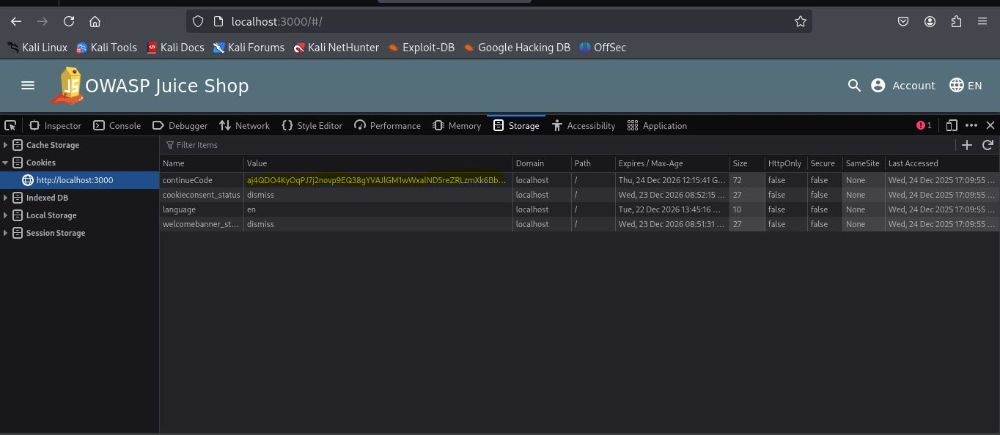 localhost:3000/#/
Kali Linux Kali Tools Kali Docs Kali Forums Kali NetHunter Exploit-DB Google Hacking DB OffSec
OWASP Juice Shop Account EN
Inspector Console Debugger Network Style Editor Performance Memory Storage Accessibility Application 1
Cache Storage
Cookies
http://localhost:3000
Indexed DB
Local Storage
Session Storage
Filter Items
Name Value Domain Path Expires / Max-Age Size HttpOnly Secure SameSite Last Accessed
continueCode aj4QDO4KyOqPJ7j2novp9EQ38gYVAJlGM1wWxalND5reZRLzmXk6Bb... localhost / Thu, 24 Dec 2026 12:15:41 G... 72 false false None Wed, 24 Dec 2025 17:09:55 ...
cookieconsent_status dismiss localhost / Wed, 23 Dec 2026 08:52:15 ... 27 false false None Wed, 24 Dec 2025 17:09:55 ...
language en localhost / Tue, 22 Dec 2026 13:45:16 ... 10 false false None Wed, 24 Dec 2025 17:09:55 ...
welcomebanner_st... dismiss localhost / Wed, 23 Dec 2026 08:51:31 ... 27 false false None Wed, 24 Dec 2025 17:09:55 ...